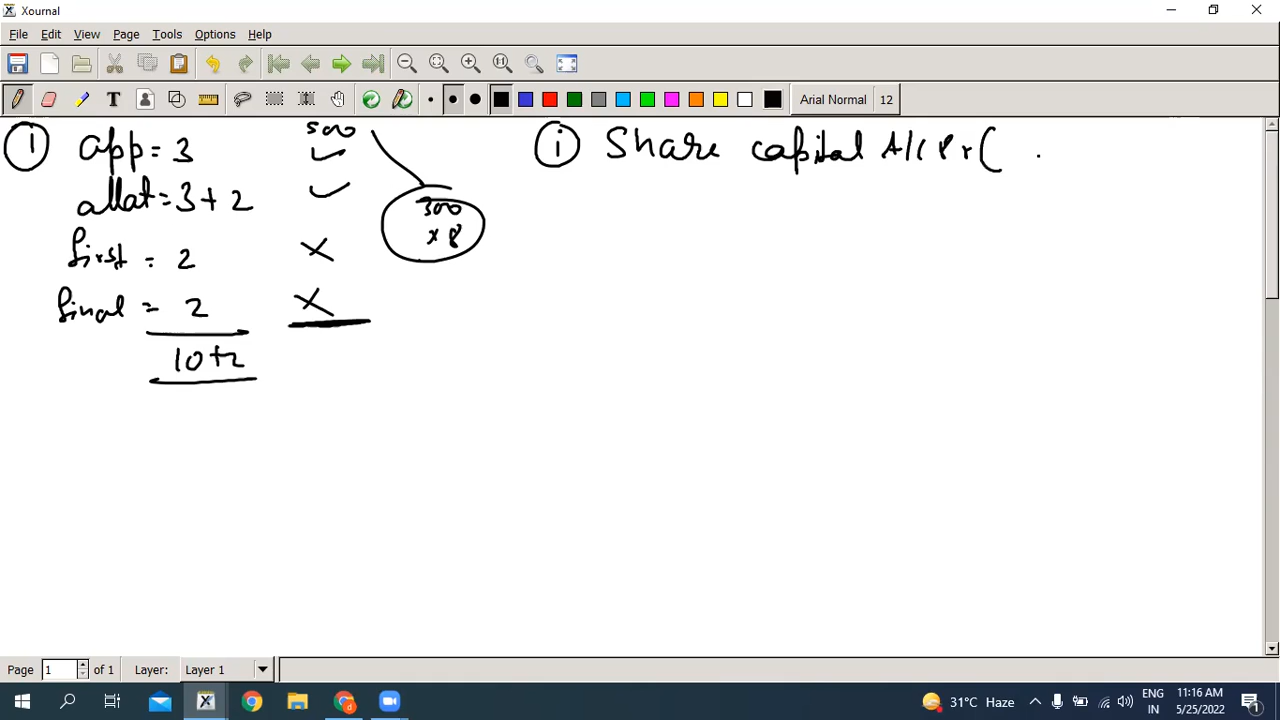 Xournal
File Edit View Page Tools Options Help
Arial Normal 12
① app = 3
500
allot = 3 + 2
first = 2
final = 2
10+2
300
× 8
ⓘ Share capital A/c Dr (
Page 1 of 1 Layer: Layer 1
31°C Haze
ENG
IN
11:16 AM
5/25/2022
1